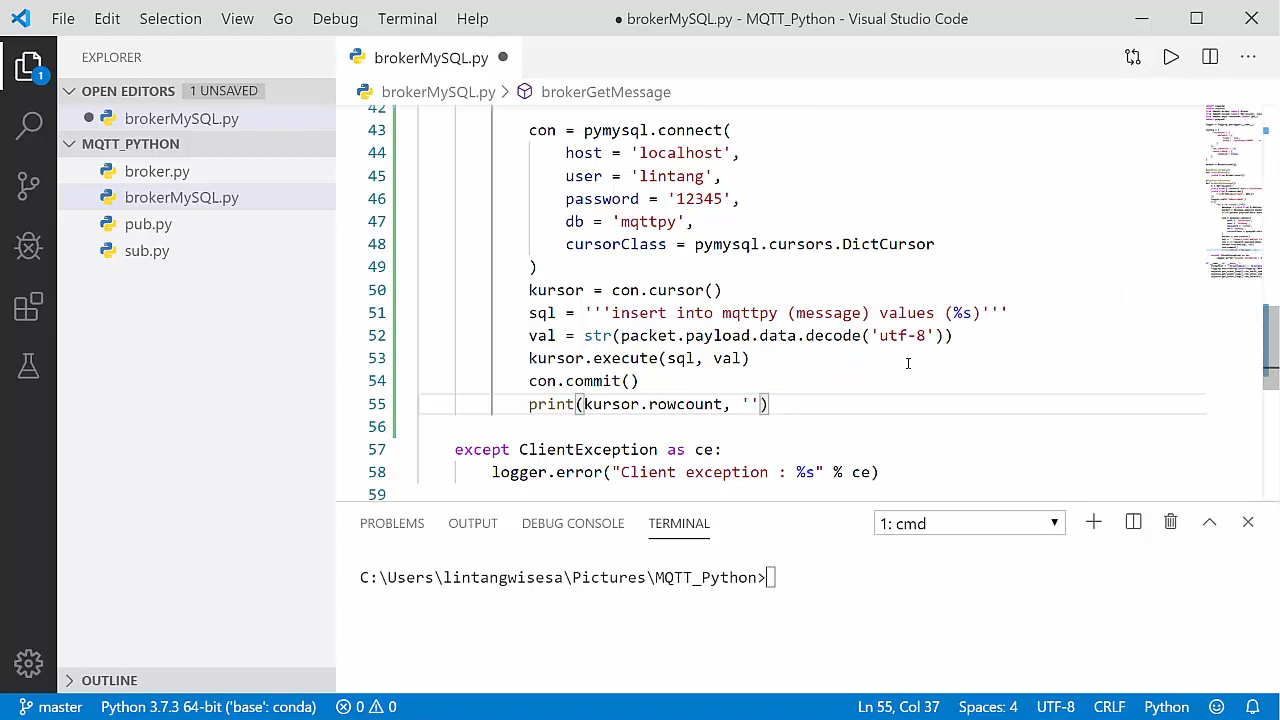 File Edit Selection View Go Debug Terminal Help ● brokerMySQL.py - MQTT_Python - Visual Studio Code
EXPLORER
OPEN EDITORS 1 UNSAVED
brokerMySQL.py
MQTT_PYTHON
broker.py
brokerMySQL.py
pub.py
sub.py
OUTLINE
1
brokerMySQL.py
brokerMySQL.py > brokerGetMessage
42
43 con = pymysql.connect(
44 host = 'localhost',
45 user = 'lintang',
46 password = '12345',
47 db = 'mqttpy',
48 cursorClass = pymysql.cursors.DictCursor
49 )
50 kursor = con.cursor()
51 sql = '''insert into mqttpy (message) values (%s)'''
52 val = str(packet.payload.data.decode('utf-8'))
53 kursor.execute(sql, val)
54 con.commit()
55 print(kursor.rowcount, '')
56
57 except ClientException as ce:
58 logger.error("Client exception : %s" % ce)
59
PROBLEMS OUTPUT DEBUG CONSOLE TERMINAL 1: cmd
C:\Users\lintangwisesa\Pictures\MQTT_Python>
master Python 3.7.3 64-bit ('base': conda) 0 0 Ln 55, Col 37 Spaces: 4 UTF-8 CRLF Python